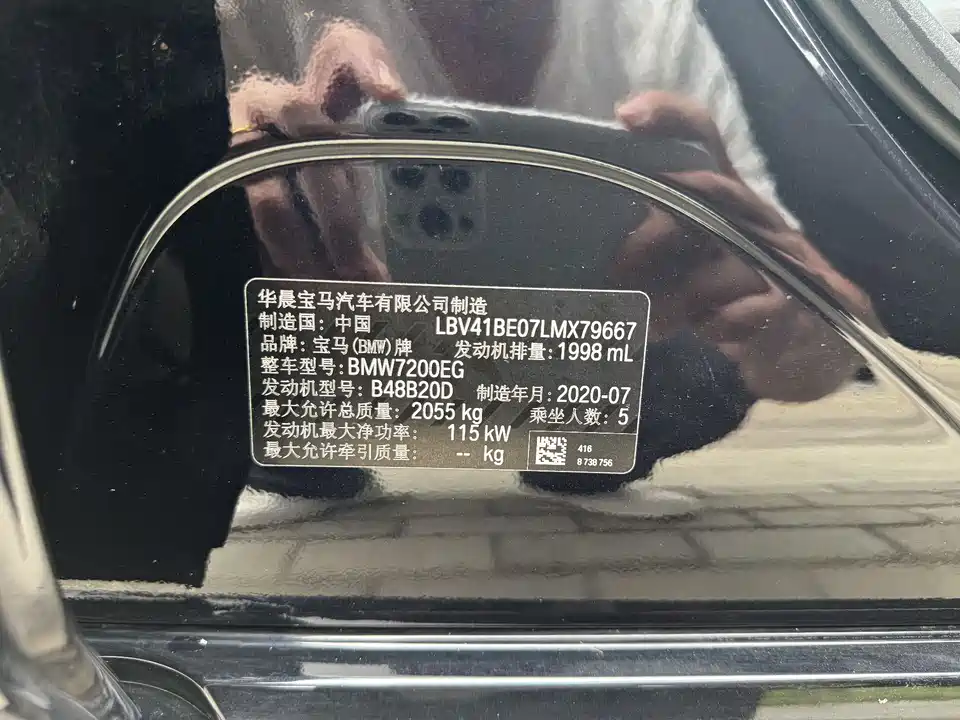 华晨宝马汽车有限公司制造
制造国: 中国 LBV41BE07LMX79667
品牌: 宝马(BMW)牌 发动机排量: 1998 mL
整车型号: BMW7200EG
发动机型号: B48B20D 制造年月: 2020-07
最大允许总质量: 2055 kg 乘坐人数: 5
发动机最大净功率: 115 kW
最大允许牵引质量: -- kg
416
8 738 756